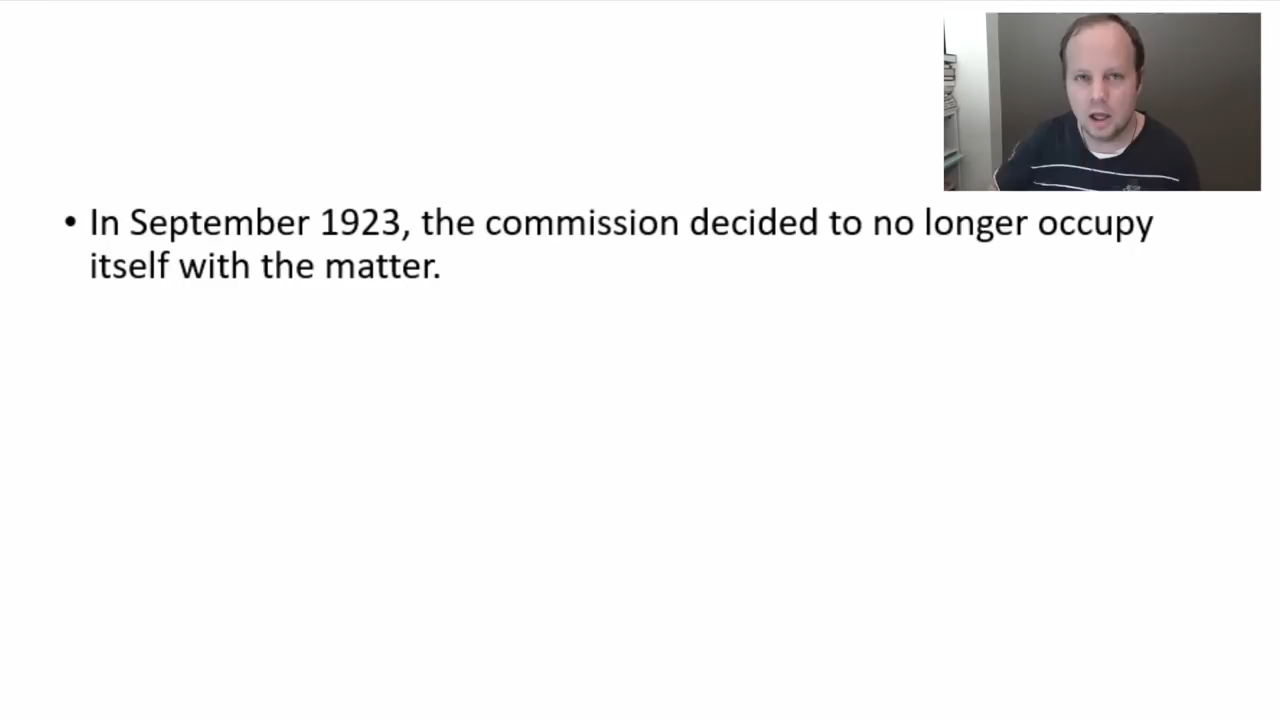 • In September 1923, the commission decided to no longer occupy
itself with the matter.